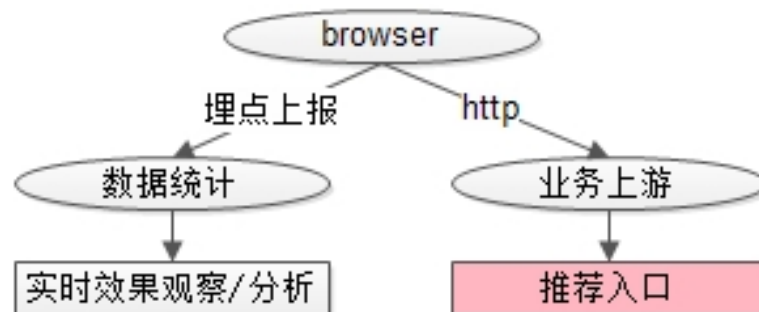 browser
埋点上报
http
数据统计
业务上游
实时效果观察/分析
推荐入口